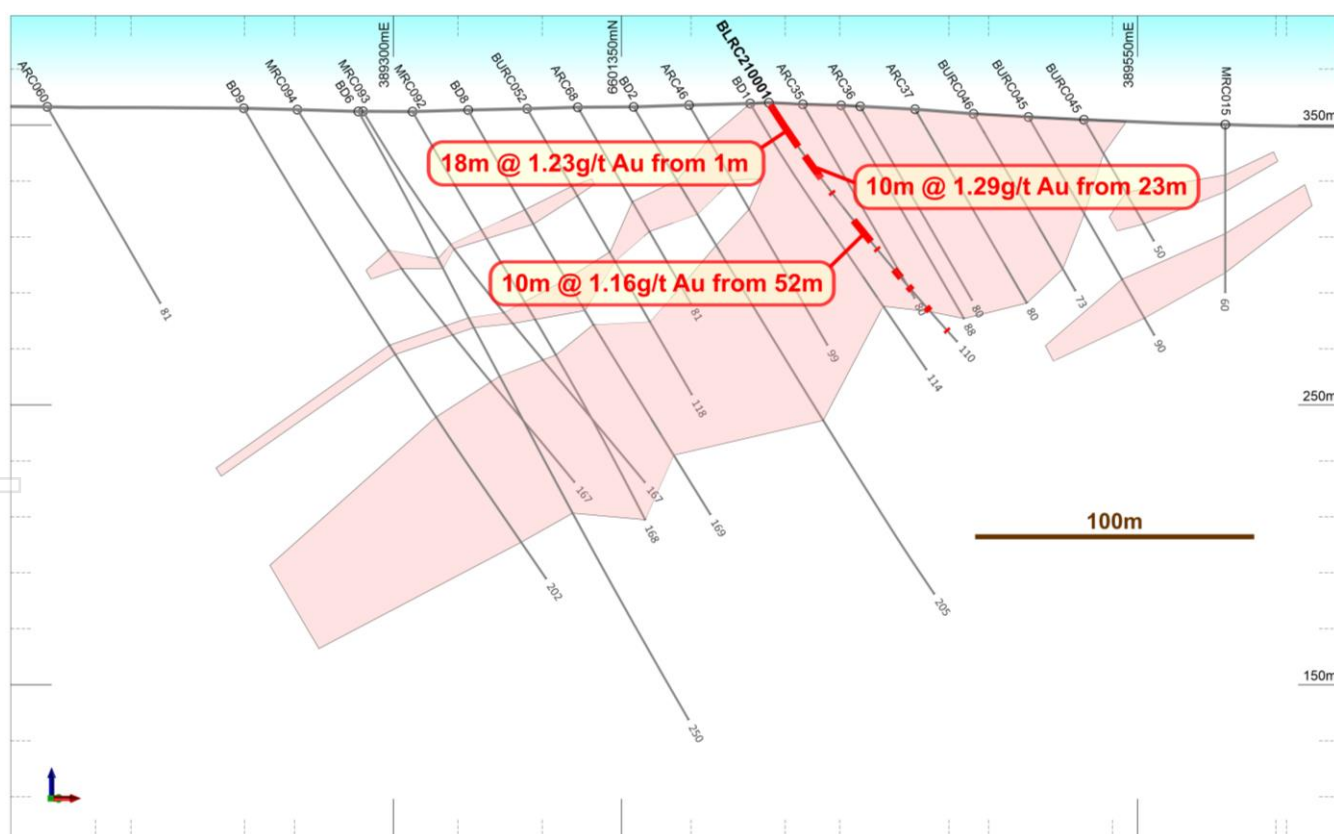 ARC060
BD9
MRC094
BD6
MRC093
389300mE
MRC092
BD8
BURC052
ARC68
6601350mN
BD2
ARC46
BLRC210001
BD1
ARC35
ARC36
ARC37
BURC046
BURC045
BURC045
389550mE
MRC015
350m
18m @ 1.23g/t Au from 1m
10m @ 1.29g/t Au from 23m
10m @ 1.16g/t Au from 52m
50
81
81
99
80
80
88
80
73
60
110
90
114
118
250m
167
167
169
168
100m
202
205
150m
250